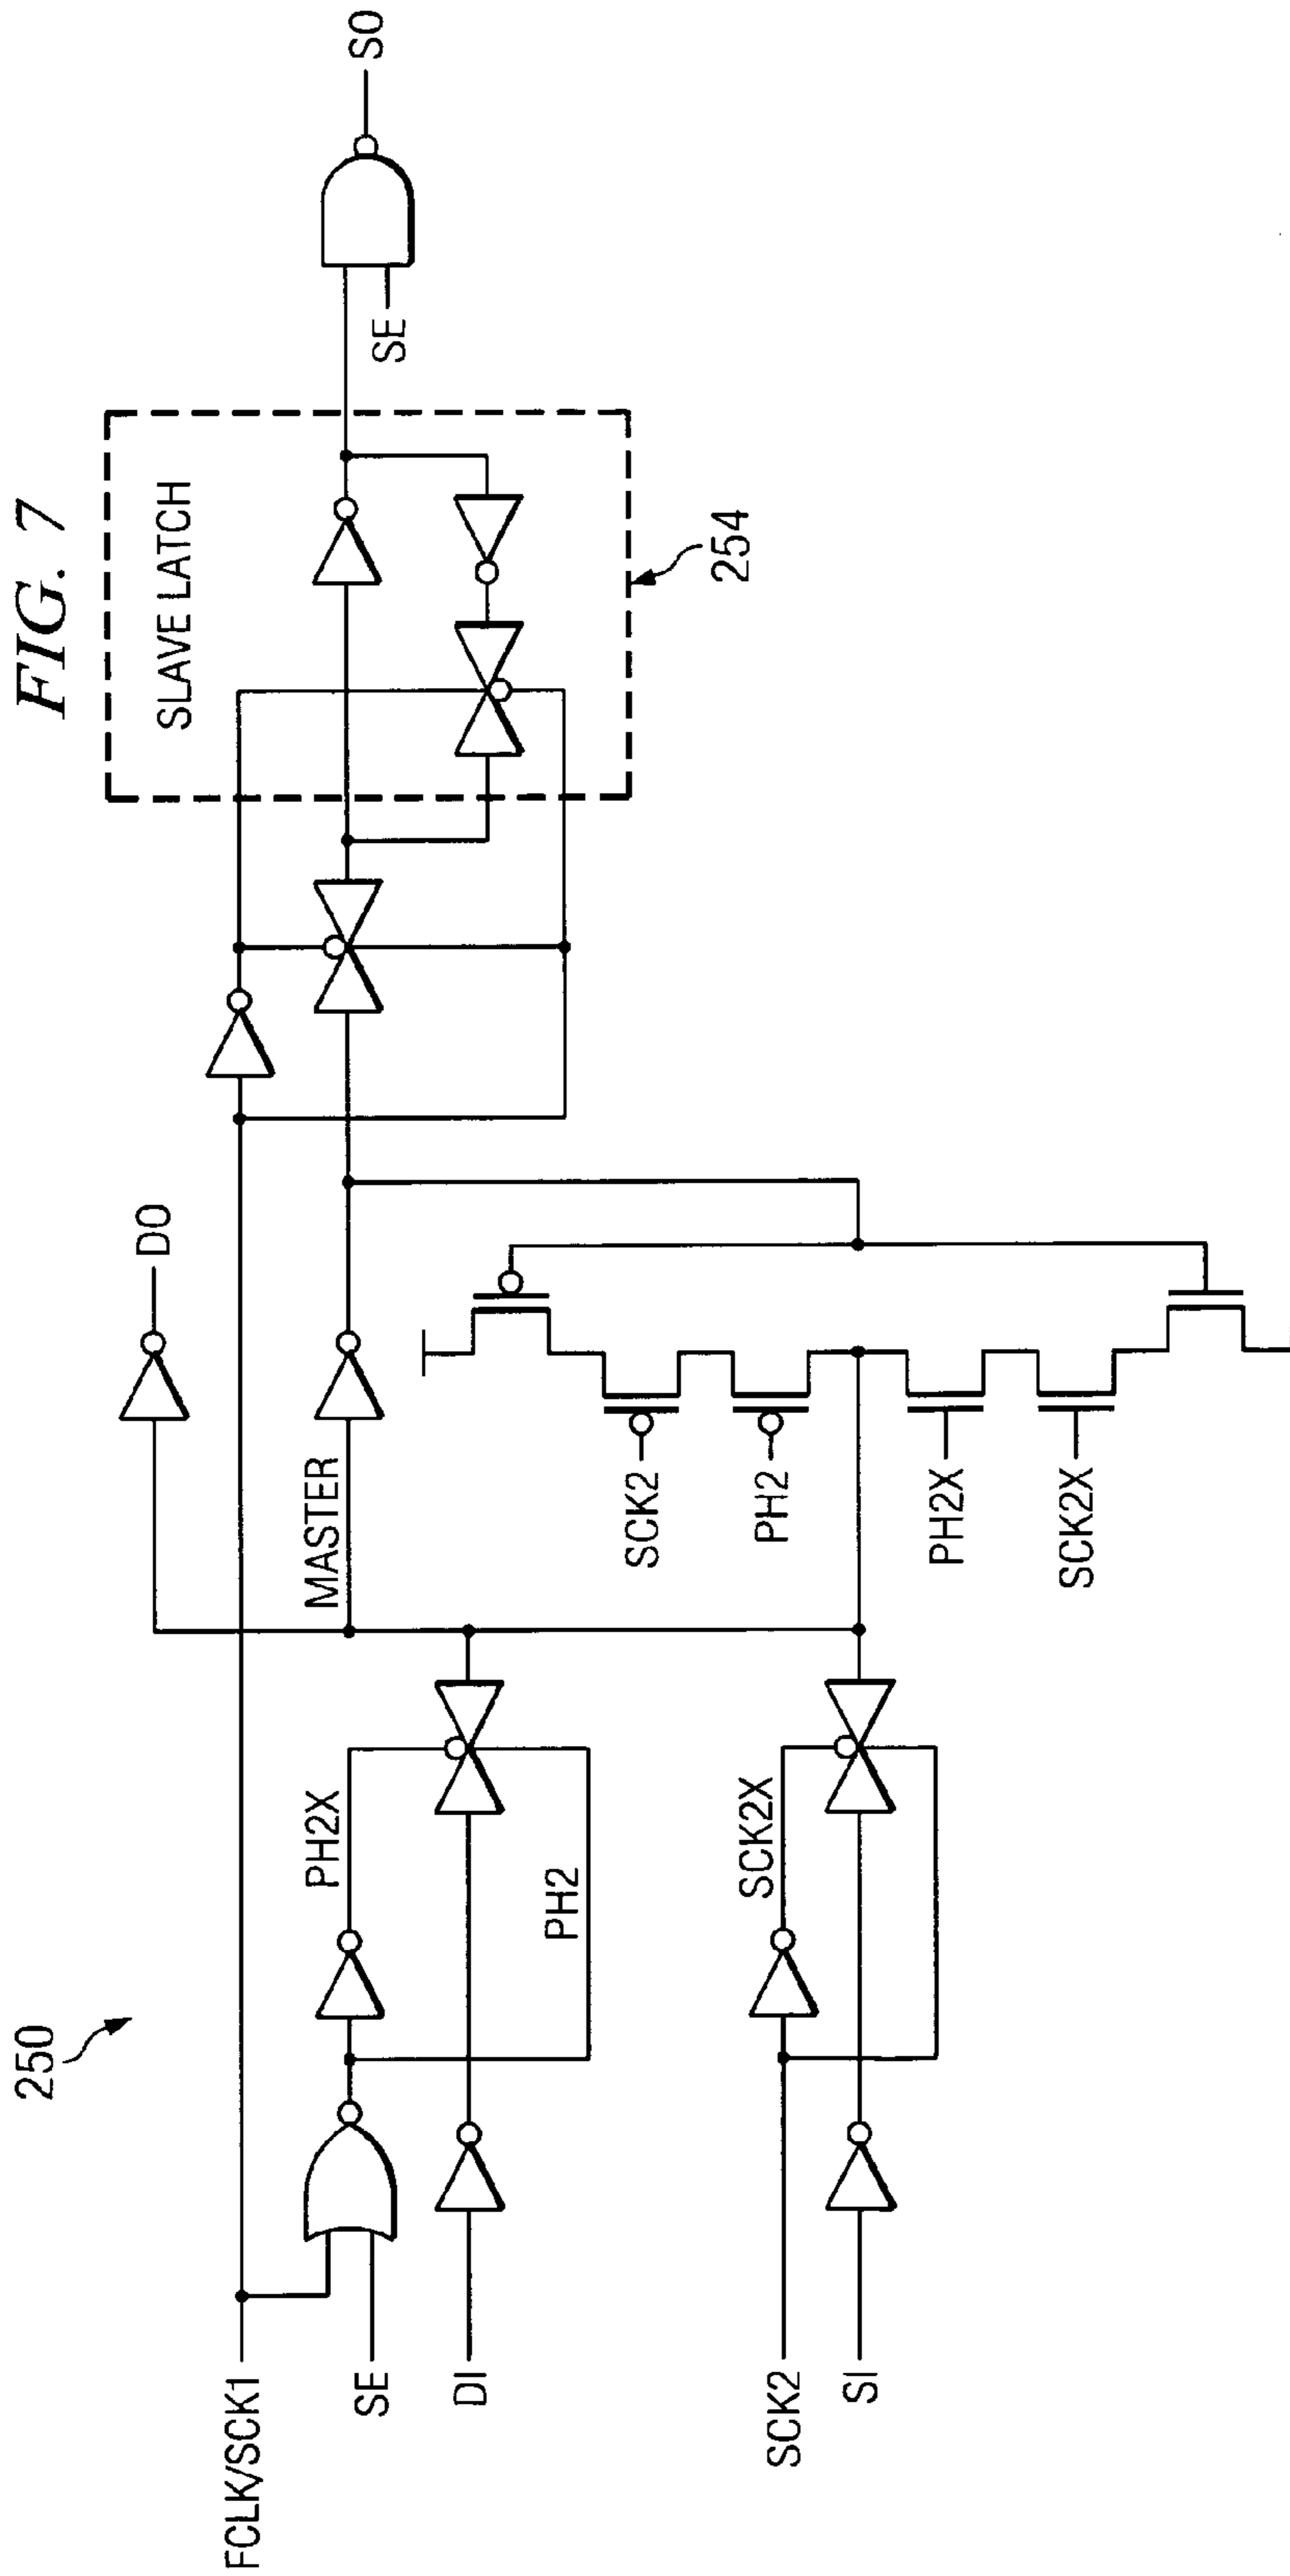 FIG. 7
250
SLAVE LATCH
254
FCLK/SCK1
SE
DI
SCK2
SI
PH2X
PH2
SCK2X
MASTER
DO
SCK2
PH2
PH2X
SCK2X
SE
SO